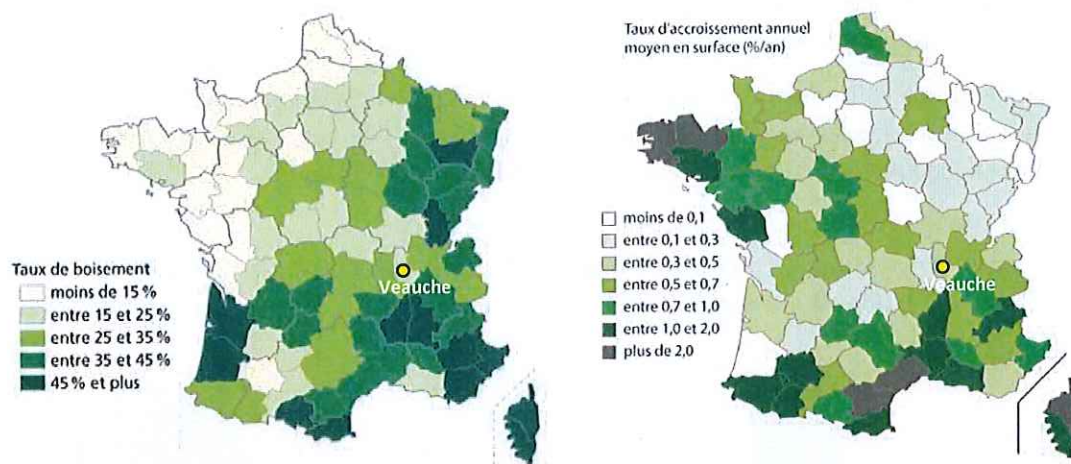 Taux de boisement
moins de 15 %
entre 15 et 25 %
entre 25 et 35 %
entre 35 et 45 %
45 % et plus
Veauche
Taux d'accroissement annuel
moyen en surface (%/an)
moins de 0,1
entre 0,1 et 0,3
entre 0,3 et 0,5
entre 0,5 et 0,7
entre 0,7 et 1,0
entre 1,0 et 2,0
plus de 2,0
Veauche